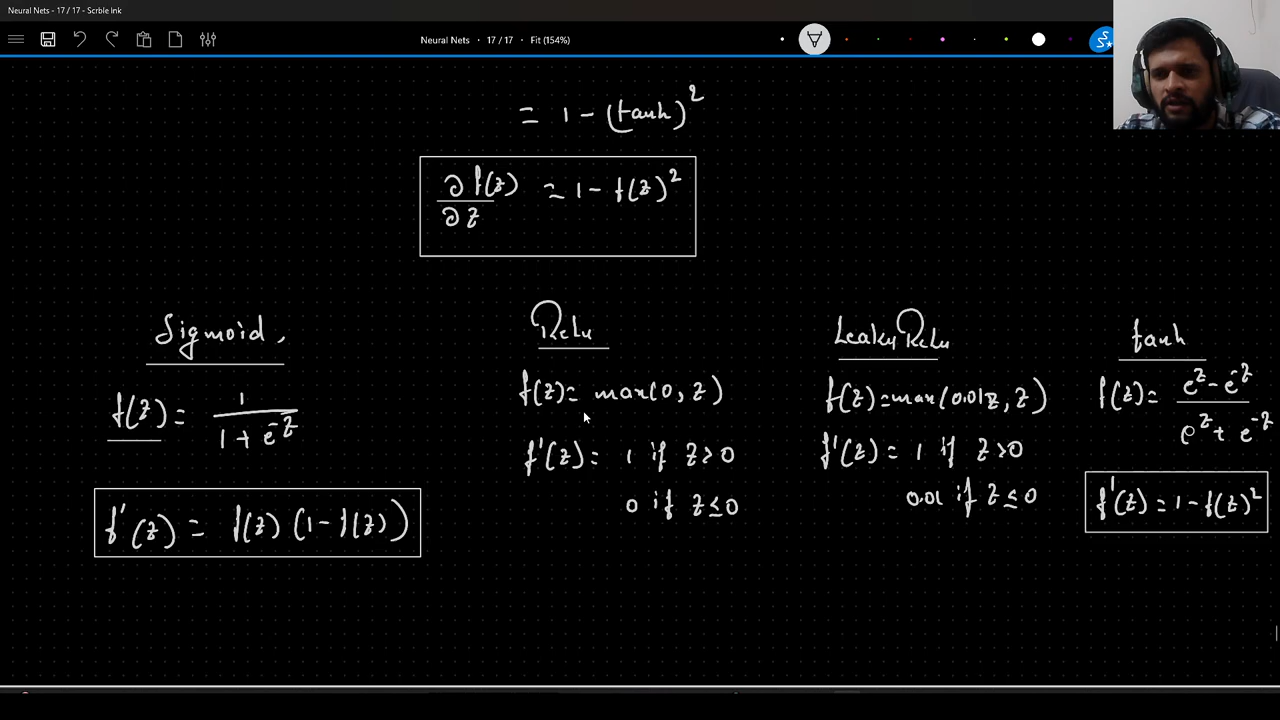 Neural Nets - 17 / 17 - Scrble Ink
Neural Nets • 17 / 17 • Fit (154%)
= 1 - (tanh)²
∂f(z)/∂z = 1 - f(z)²
Sigmoid,
f(z) = 1/(1 + e^-z)
f'(z) = f(z) (1 - f(z))
Relu
f(z) = max(0, z)
f'(z) = 1 if z > 0
0 if z ≤ 0
Leaky Relu
f(z) = max(0.01z, z)
f'(z) = 1 if z > 0
0.01 if z ≤ 0
tanh
f(z) = (e^z - e^-z)/(e^z + e^-z)
f'(z) = 1 - f(z)²